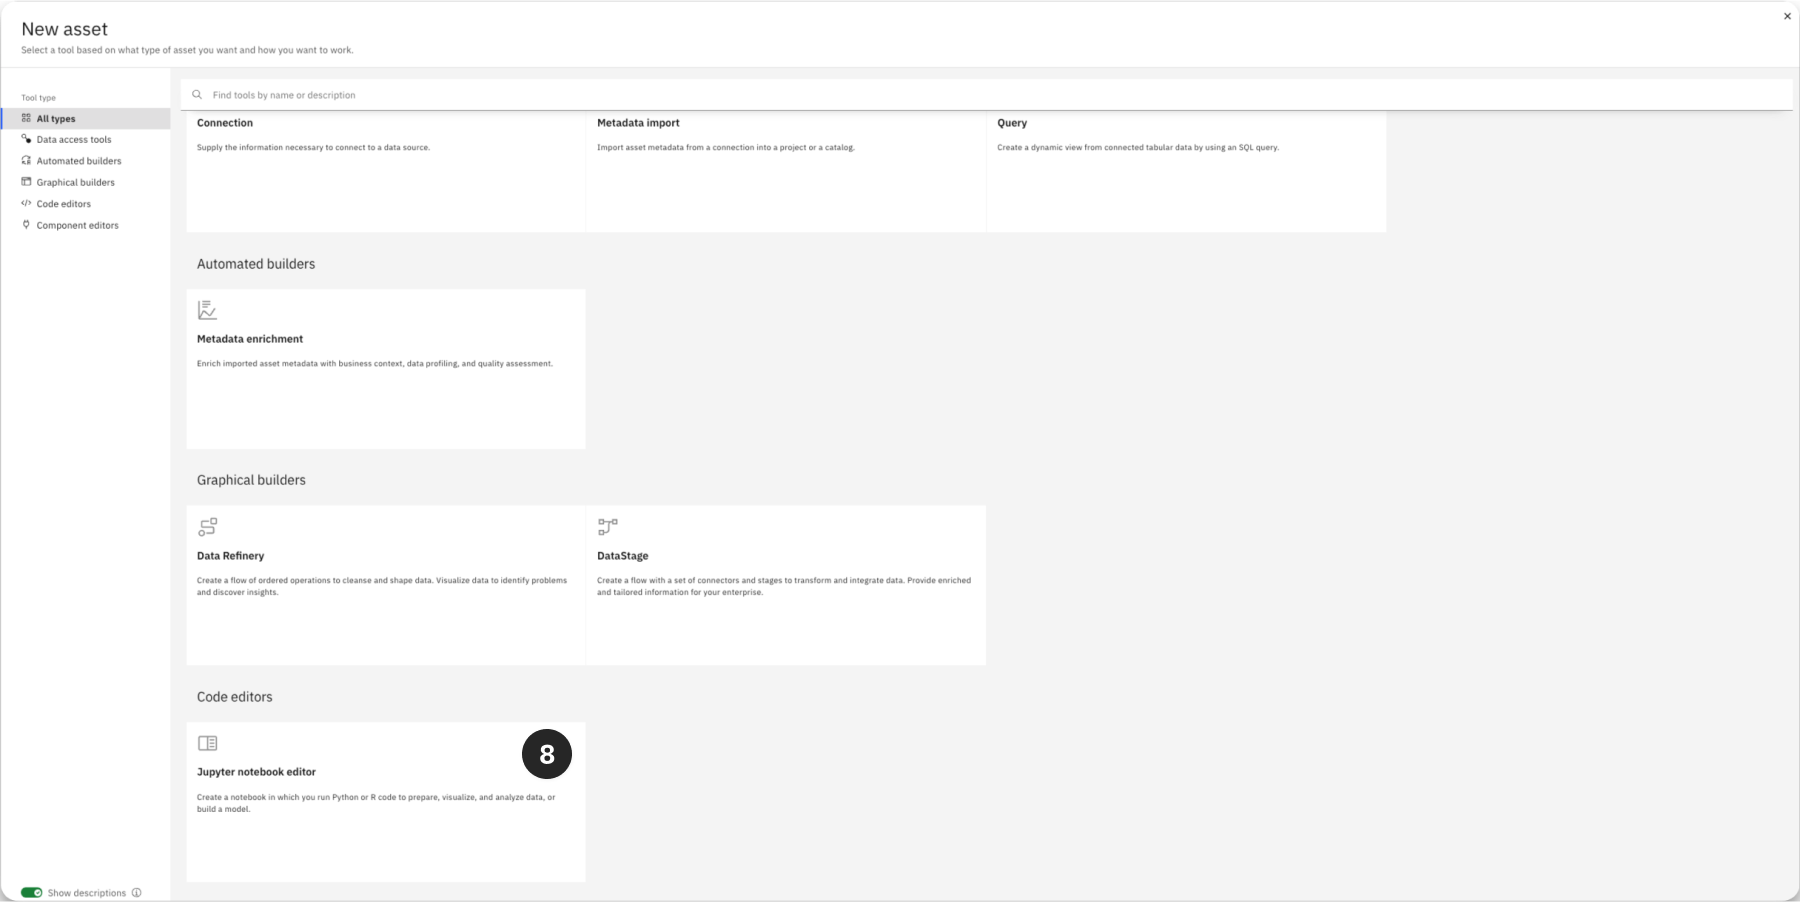 New asset
Select a tool based on what type of asset you want and how you want to work.
Tool type
All types
Data access tools
Automated builders
Graphical builders
Code editors
Component editors
Show descriptions
Find tools by name or description
Connection
Supply the information necessary to connect to a data source.
Metadata import
Import asset metadata from a connection into a project or a catalog.
Query
Create a dynamic view from connected tabular data by using an SQL query.
Automated builders
Metadata enrichment
Enrich imported asset metadata with business context, data profiling, and quality assessment.
Graphical builders
Data Refinery
Create a flow of ordered operations to cleanse and shape data. Visualize data to identify problems
and discover insights.
DataStage
Create a flow with a set of connectors and stages to transform and integrate data. Provide enriched
and tailored information for your enterprise.
Code editors
8
Jupyter notebook editor
Create a notebook in which you run Python or R code to prepare, visualize, and analyze data, or
build a model.